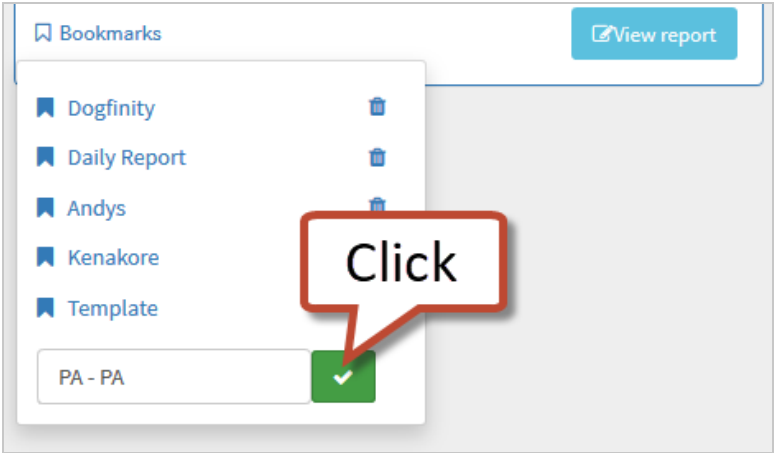 Bookmarks
View report
Dogfinity
Daily Report
Andys
Kenakore
Template
Click
PA - PA